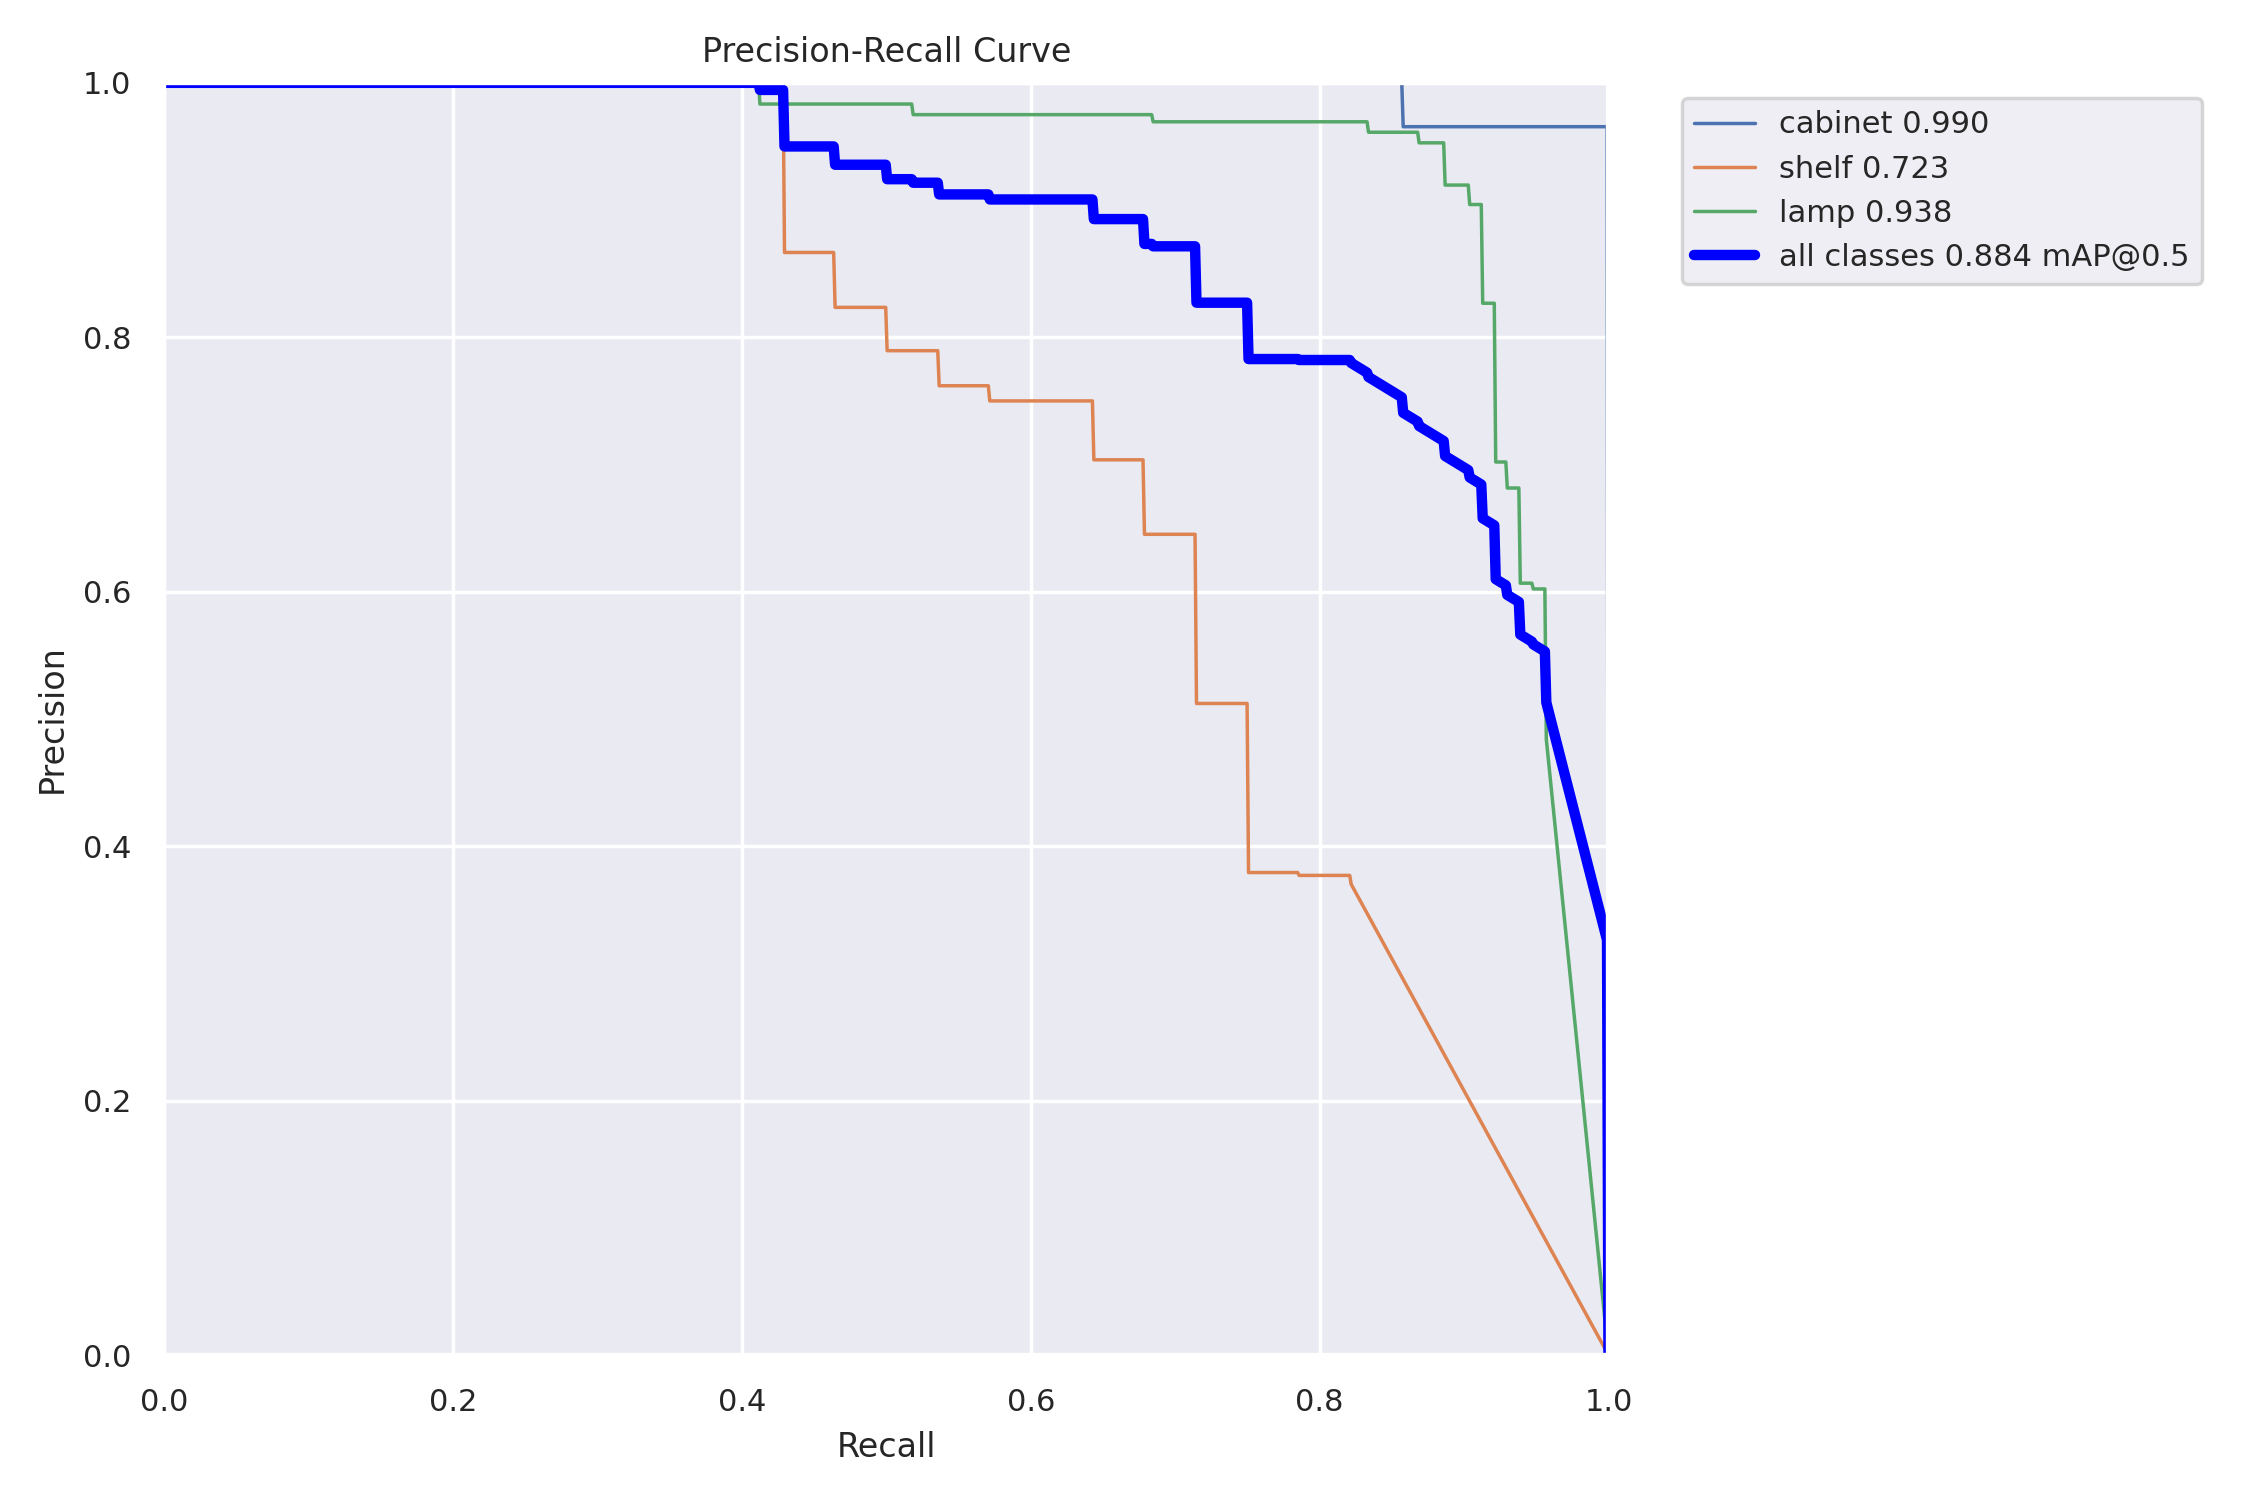 Precision-Recall Curve
1.0
0.8
0.6
0.4
0.2
0.0
Precision
0.0 0.2 0.4 0.6 0.8 1.0
Recall
cabinet 0.990
shelf 0.723
lamp 0.938
all classes 0.884 mAP@0.5